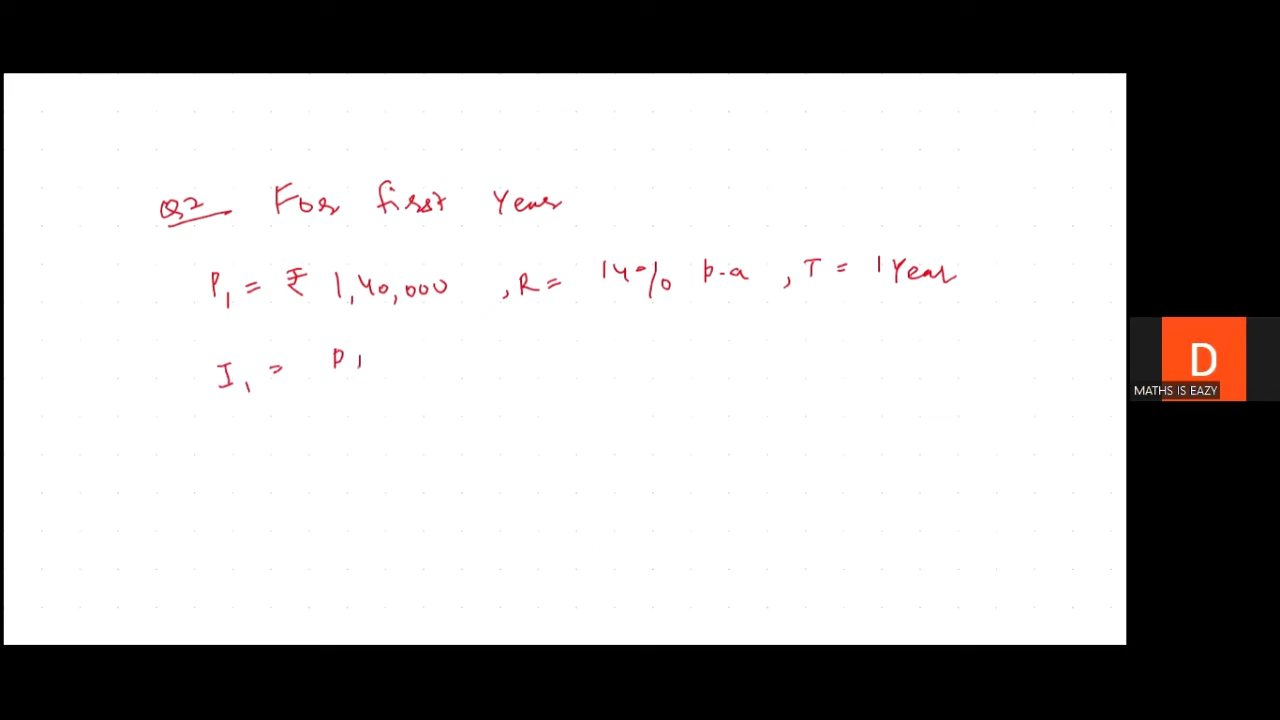 Q2 For first Year
P1 = ₹ 1,40,000 , R = 14% p.a , T = 1 Year
I1 = P1
D
MATHS IS EAZY